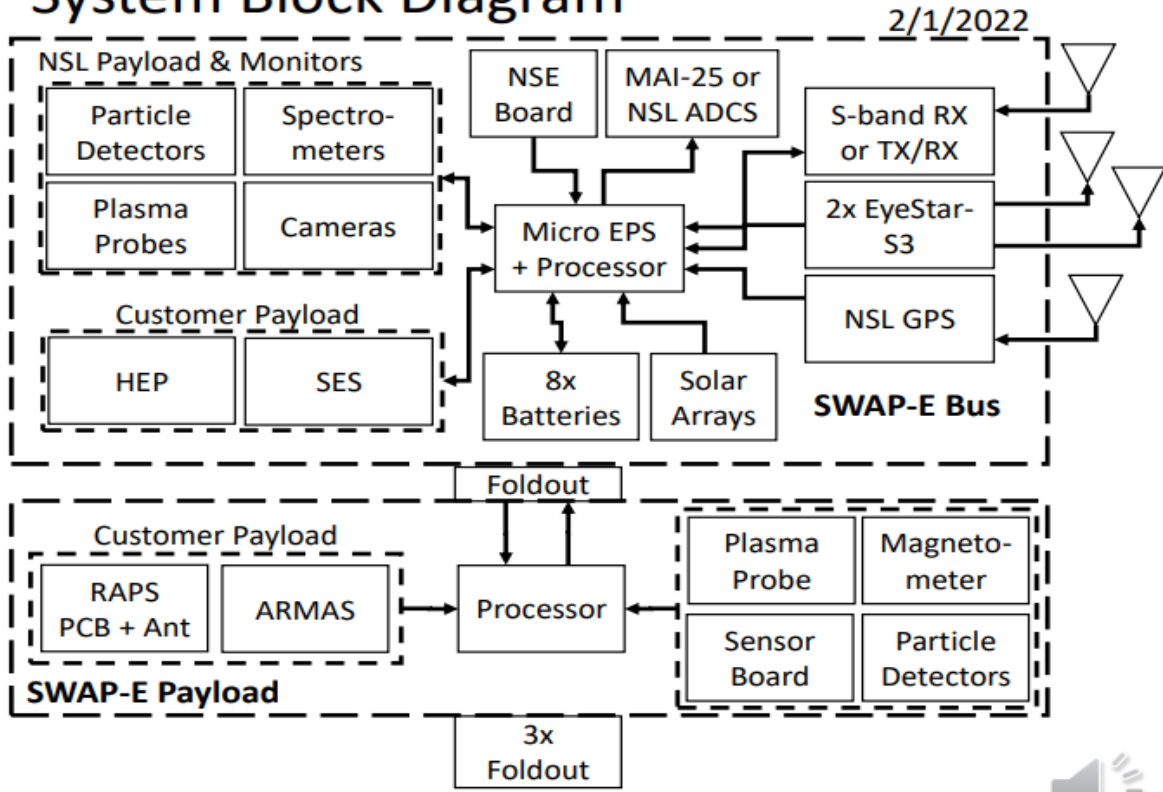 System Block Diagram
2/1/2022
NSL Payload & Monitors
Particle
Detectors
Spectro-
meters
Plasma
Probes
Cameras
Customer Payload
HEP
SES
NSE
Board
MAI-25 or
NSL ADCS
Micro EPS
+ Processor
8x
Batteries
Solar
Arrays
S-band RX
or TX/RX
2x EyeStar-
S3
NSL GPS
SWAP-E Bus
Foldout
Customer Payload
RAPS
PCB + Ant
ARMAS
Processor
Plasma
Probe
Magneto-
meter
Sensor
Board
Particle
Detectors
SWAP-E Payload
3x
Foldout